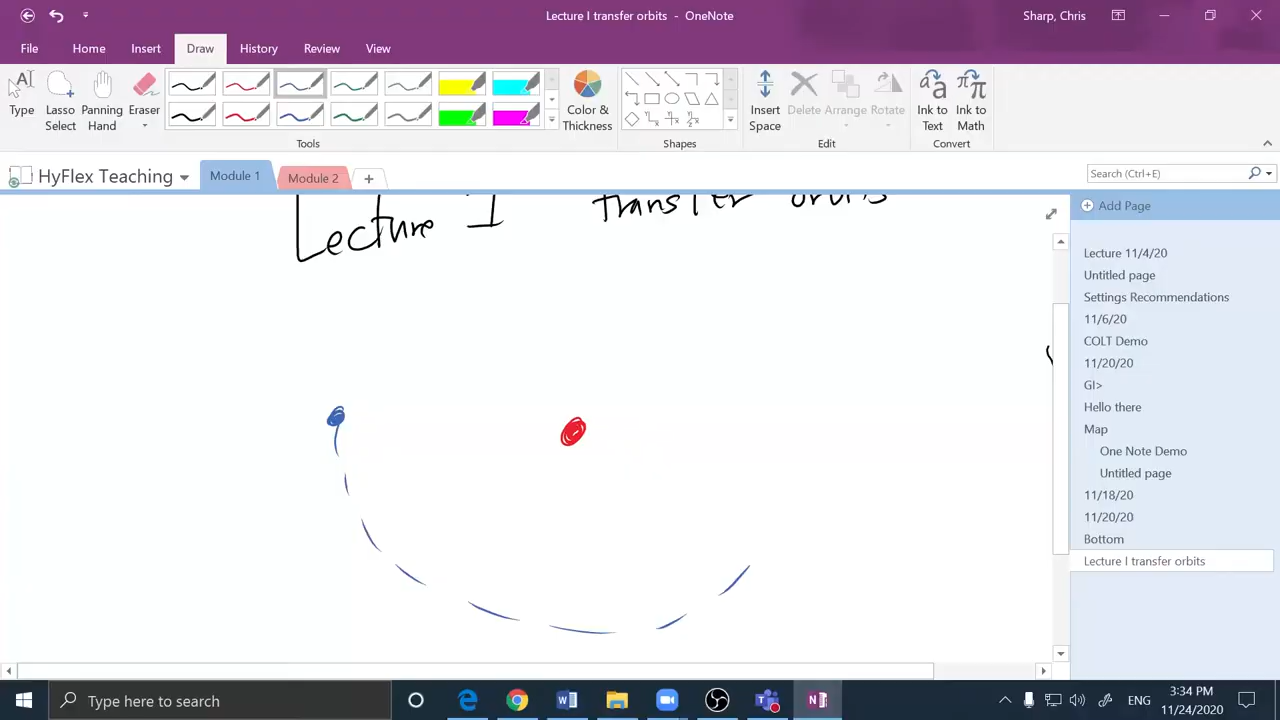 Lecture I transfer orbits - OneNote
Sharp, Chris
File Home Insert Draw History Review View
Type
Lasso Select
Panning Hand
Eraser
Color & Thickness
Insert Space
Delete
Arrange
Rotate
Ink to Text
Ink to Math
Tools
Shapes
Edit
Convert
HyFlex Teaching
Module 1
Module 2
Search (Ctrl+E)
Lecture I transfer orbits
Add Page
Lecture 11/4/20
Untitled page
Settings Recommendations
11/6/20
COLT Demo
11/20/20
GI>
Hello there
Map
One Note Demo
Untitled page
11/18/20
11/20/20
Bottom
Lecture I transfer orbits
Type here to search
ENG
3:34 PM
11/24/2020